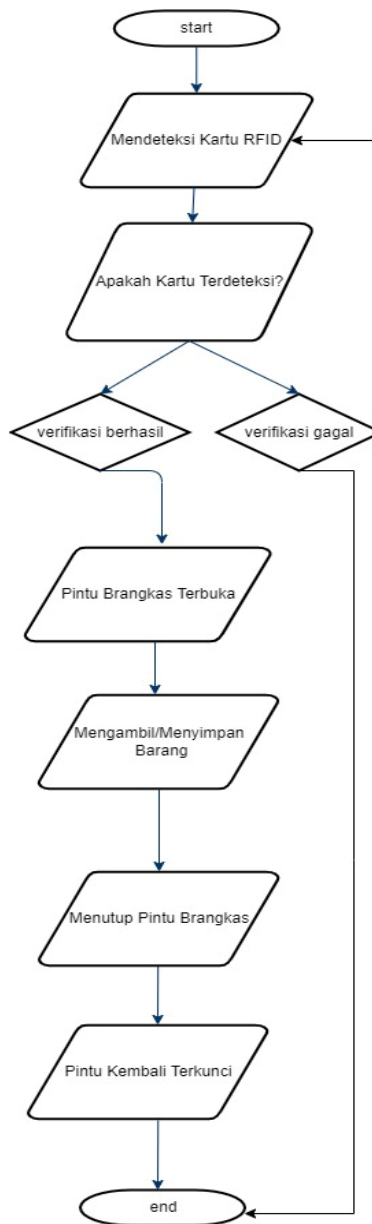 start
Mendeteksi Kartu RFID
Apakah Kartu Terdeteksi?
verifikasi berhasil
verifikasi gagal
Pintu Brangkas Terbuka
Mengambil/Menyimpan
Barang
Menutup Pintu Brangkas
Pintu Kembali Terkunci
end